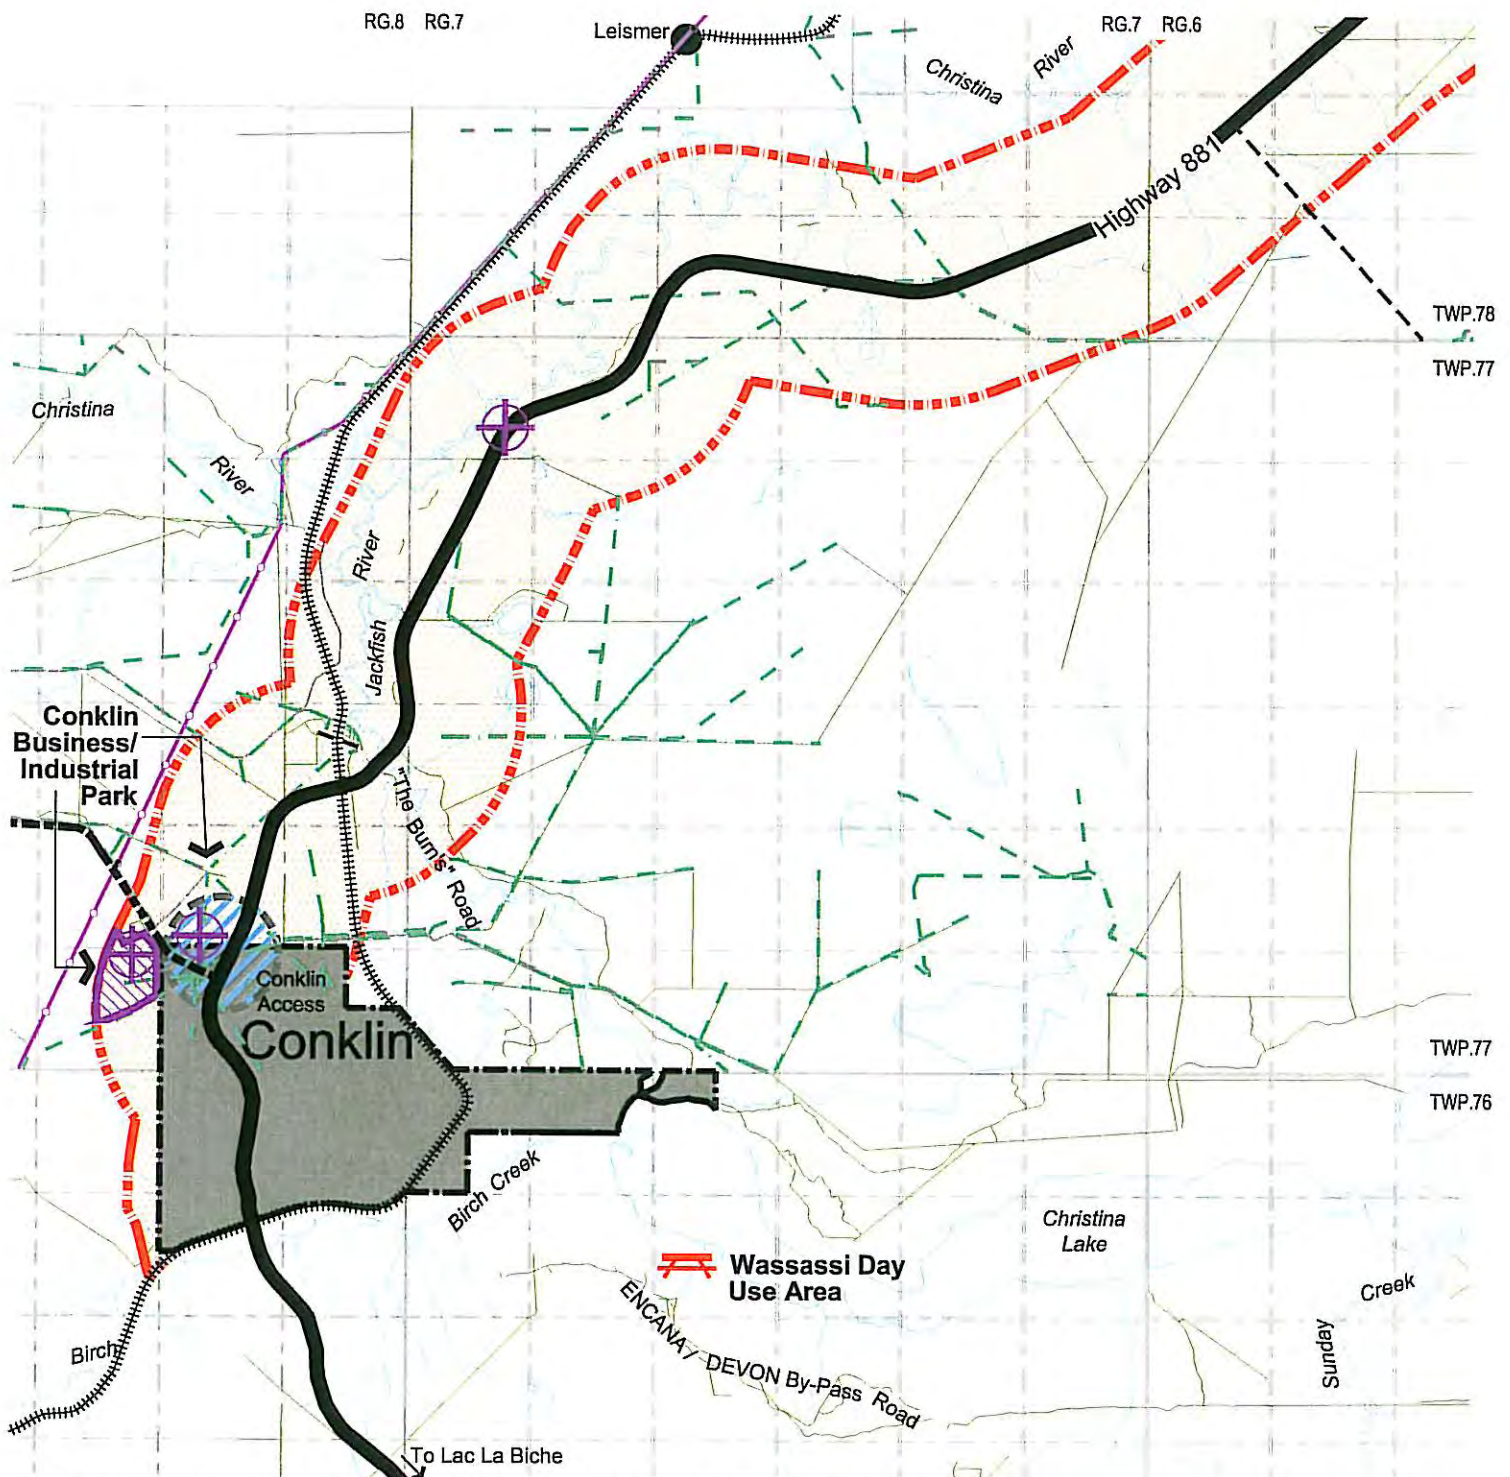 RG.8
RG.7
Leismer
RG.7
RG.6
Christina
River
Highway 881
TWP.78
TWP.77
Christina
River
River
Jackfish
Conklin
Business/
Industrial
Park
"The Burn's" Road
Conklin
Access
Conklin
TWP.77
TWP.76
Birch Creek
Christina
Lake
Wassassi Day
Use Area
ENCANA / DEVON By-Pass Road
Creek
Sunday
Birch
To Lac La Biche